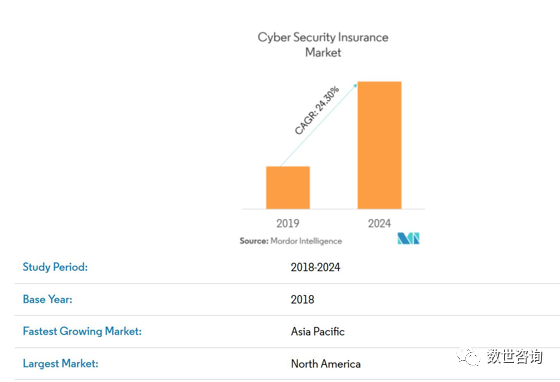 Cyber Security Insurance
Market
CAGR: 24.30%
2019
2024
Source: Mordor Intelligence
Study Period: 2018-2024
Base Year: 2018
Fastest Growing Market: Asia Pacific
Largest Market: North America
数世咨询